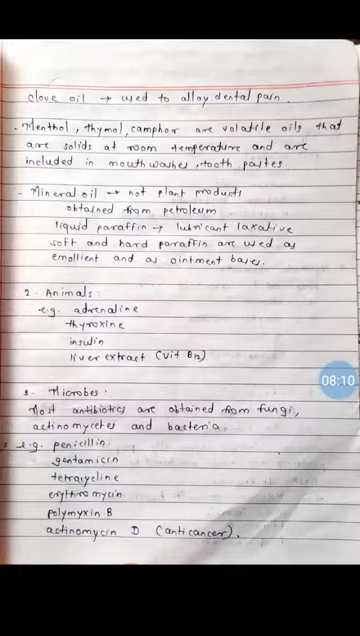 clove oil → used to allay dental pain.
- Menthol, thymol, camphor are volatile oils that
are solids at room temperature and are
included in mouthwashes, tooth pastes
- Mineral oil → not plant products
obtained from petroleum
liquid paraffin → lubricant laxative
soft and hard paraffin are used as
emollient and as ointment bases.
2. Animals:
e.g. adrenaline
thyroxine
insulin
liver extract (vit B12)
08:10
3. Microbes:
Most antibiotics are obtained from fungi,
actinomycetes and bacteria
e.g. penicillin
gentamicin
tetracycline
erythromycin
polymyxin B
actinomycin D (anticancer).